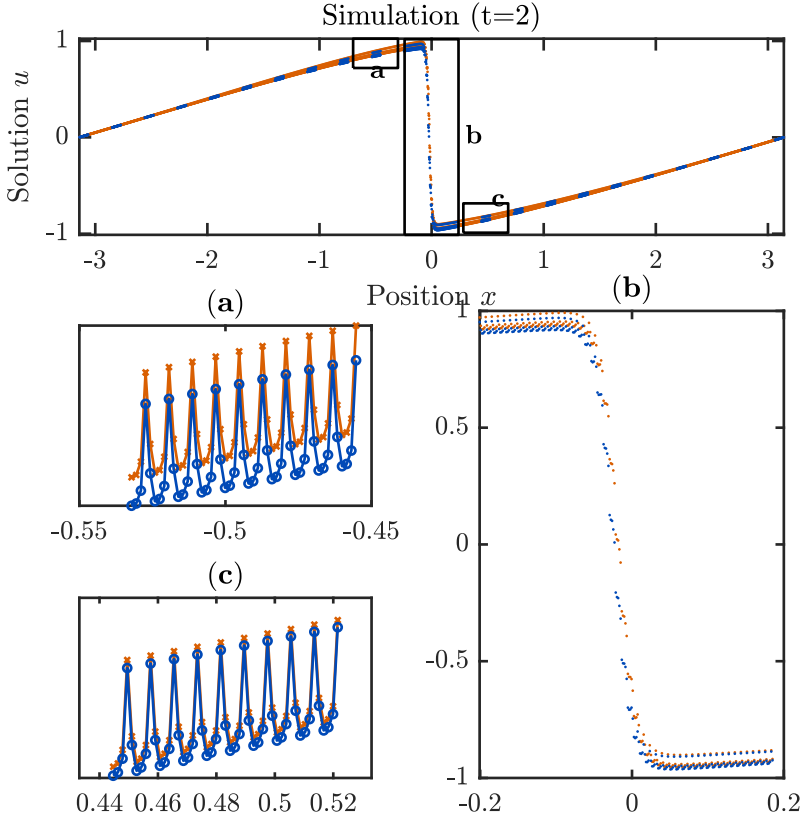 Simulation (t=2)
Solution u
1
0
-1
a
b
c
-3 -2 -1 0 1 2 3
Position x
(a)
-0.55 -0.5 -0.45
(b)
1
0.5
0
-0.5
-1
-0.2 0 0.2
(c)
0.44 0.46 0.48 0.5 0.52